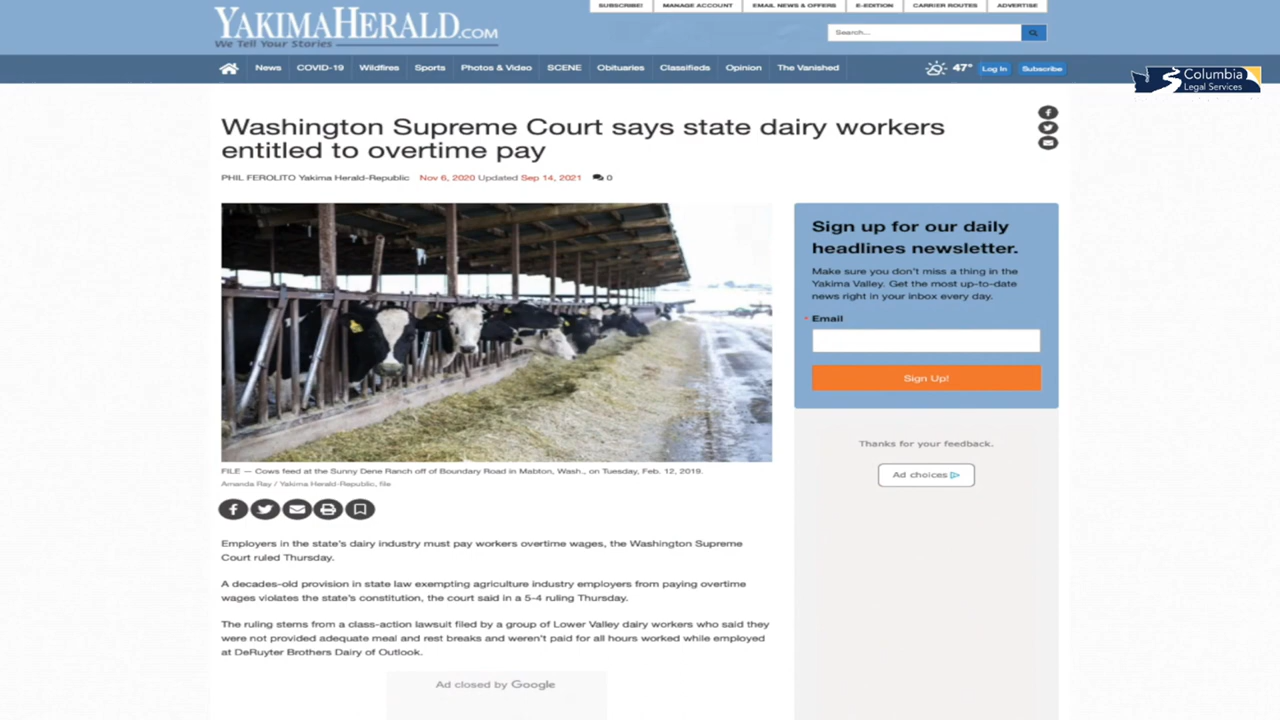 SUBSCRIBE!
MANAGE ACCOUNT
EMAIL NEWS & OFFERS
E-EDITION
CARRIER ROUTES
ADVERTISE
YAKIMAHERALD.COM
We Tell Your Stories
Search...
News
COVID-19
Wildfires
Sports
Photos & Video
SCENE
Obituaries
Classifieds
Opinion
The Vanished
47°
Log In
Subscribe
Columbia
Legal Services
Washington Supreme Court says state dairy workers
entitled to overtime pay
PHIL FEROLITO Yakima Herald-Republic Nov 6, 2020 Updated Sep 14, 2021 0
Sign up for our daily
headlines newsletter.
Make sure you don't miss a thing in the
Yakima Valley. Get the most up-to-date
news right in your inbox every day.
* Email
Sign Up!
Thanks for your feedback.
Ad choices
FILE — Cows feed at the Sunny Dene Ranch off of Boundary Road in Mabton, Wash., on Tuesday, Feb. 12, 2019.
Amanda Ray / Yakima Herald-Republic, file
Employers in the state's dairy industry must pay workers overtime wages, the Washington Supreme
Court ruled Thursday.
A decades-old provision in state law exempting agriculture industry employers from paying overtime
wages violates the state's constitution, the court said in a 5-4 ruling Thursday.
The ruling stems from a class-action lawsuit filed by a group of Lower Valley dairy workers who said they
were not provided adequate meal and rest breaks and weren't paid for all hours worked while employed
at DeRuyter Brothers Dairy of Outlook.
Ad closed by Google